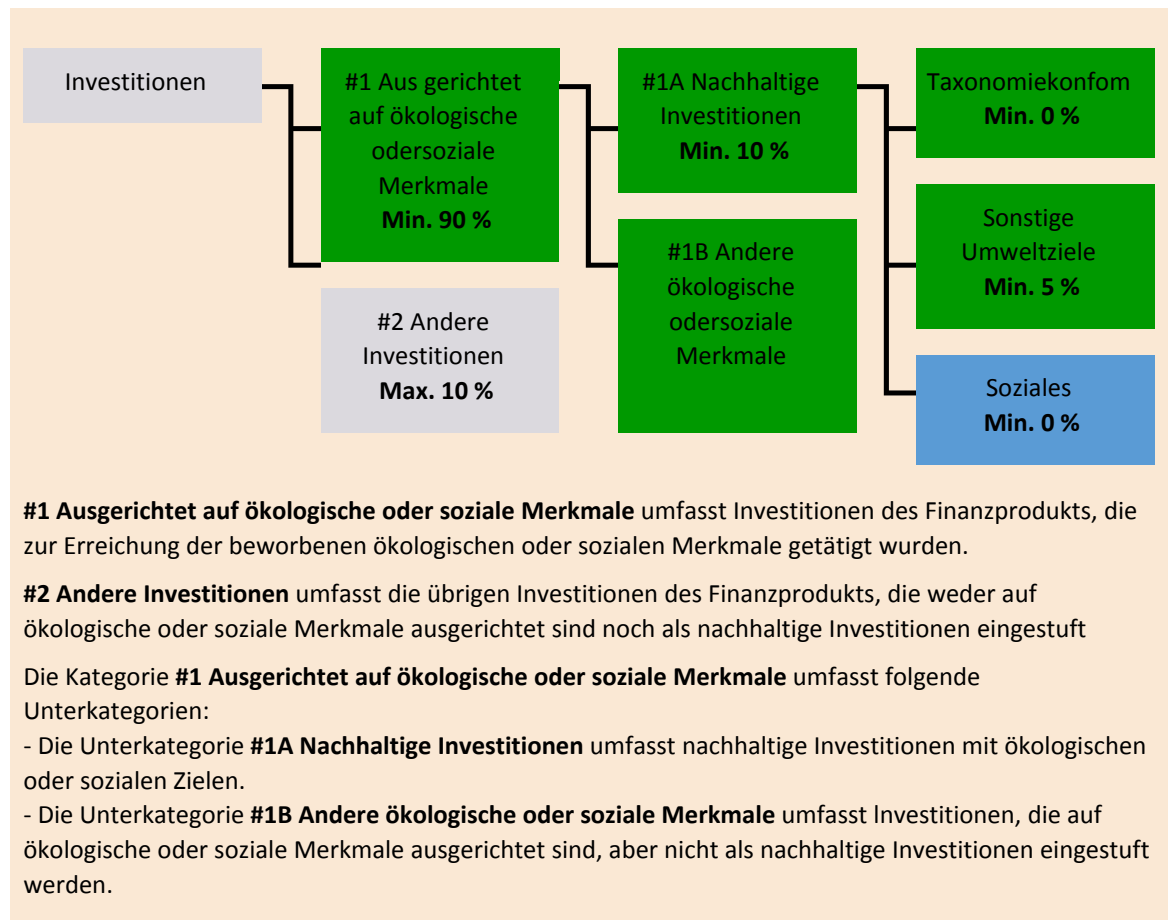 Investitionen
#1 Aus gerichtet
auf ökologische
odersoziale
Merkmale
Min. 90 %
#2 Andere
Investitionen
Max. 10 %
#1A Nachhaltige
Investitionen
Min. 10 %
#1B Andere
ökologische
odersoziale
Merkmale
Taxonomiekonfom
Min. 0 %
Sonstige
Umweltziele
Min. 5 %
Soziales
Min. 0 %
#1 Ausgerichtet auf ökologische oder soziale Merkmale umfasst Investitionen des Finanzprodukts, die
zur Erreichung der beworbenen ökologischen oder sozialen Merkmale getätigt wurden.
#2 Andere Investitionen umfasst die übrigen Investitionen des Finanzprodukts, die weder auf
ökologische oder soziale Merkmale ausgerichtet sind noch als nachhaltige Investitionen eingestuft
Die Kategorie #1 Ausgerichtet auf ökologische oder soziale Merkmale umfasst folgende
Unterkategorien:
- Die Unterkategorie #1A Nachhaltige Investitionen umfasst nachhaltige Investitionen mit ökologischen
oder sozialen Zielen.
- Die Unterkategorie #1B Andere ökologische oder soziale Merkmale umfasst lnvestitionen, die auf
ökologische oder soziale Merkmale ausgerichtet sind, aber nicht als nachhaltige Investitionen eingestuft
werden.